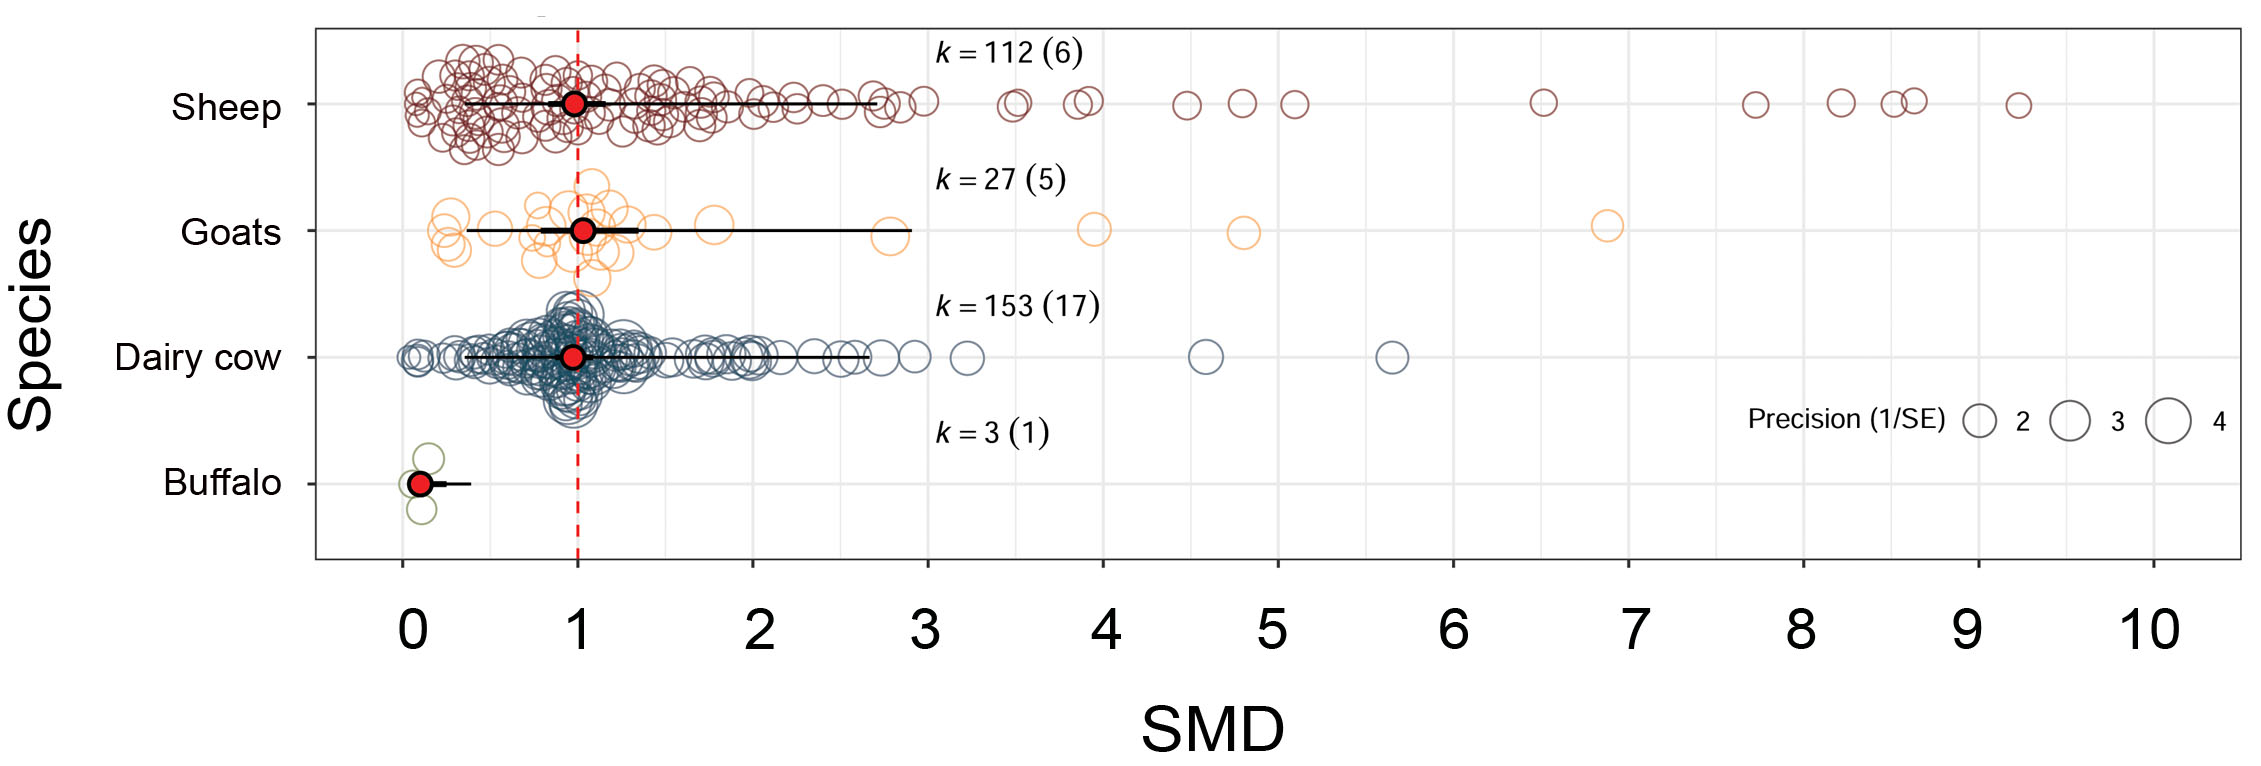 k = 112 (6)
Sheep
k = 27 (5)
Goats
k = 153 (17)
Dairy cow
Precision (1/SE) 2 3 4
k = 3 (1)
Buffalo
Species
0 1 2 3 4 5 6 7 8 9 10
SMD